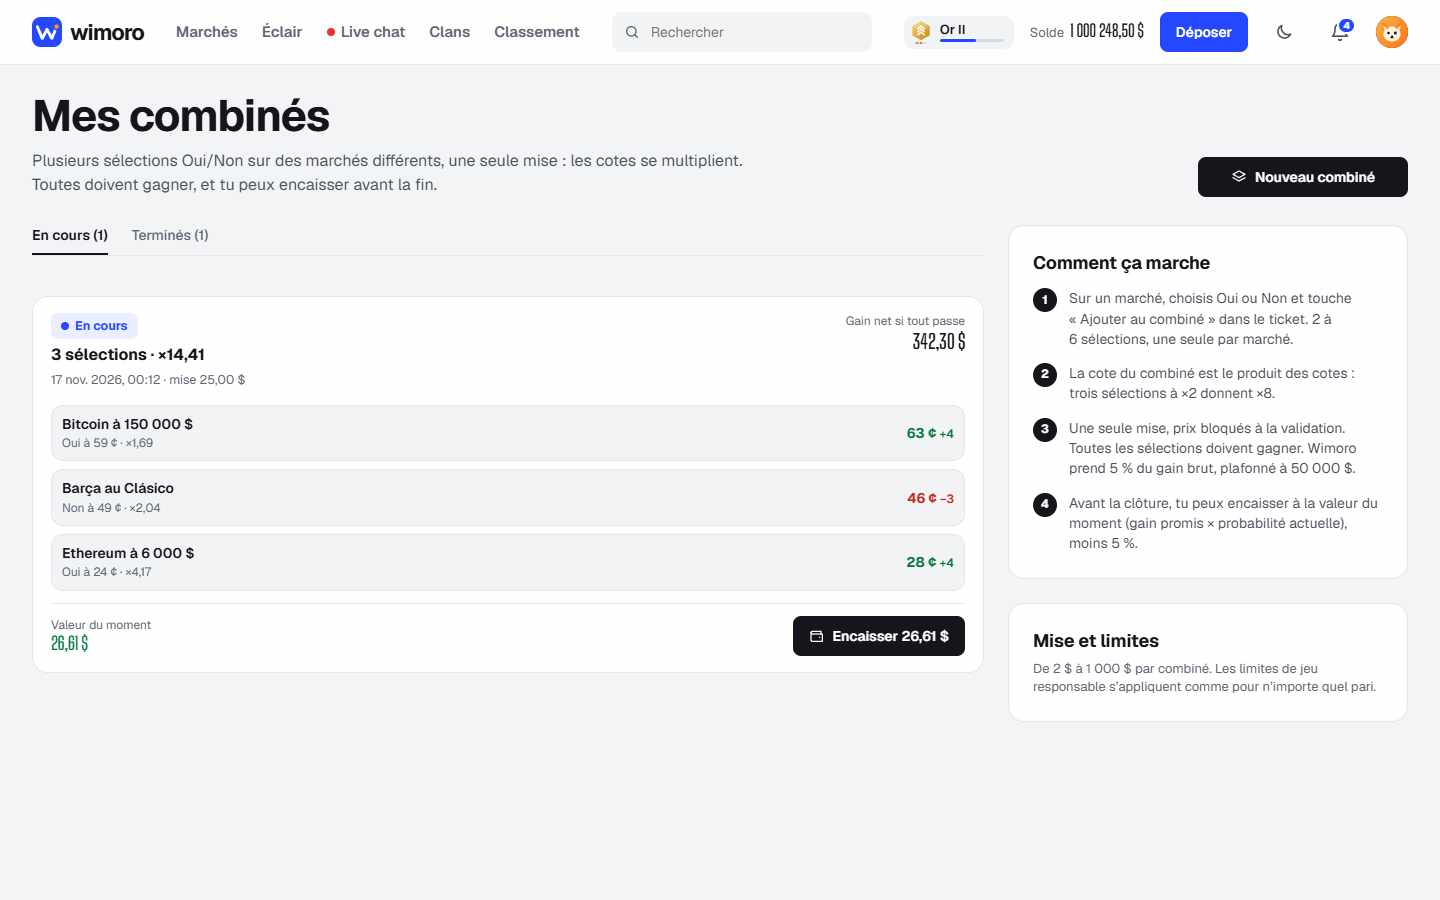 wimoro
Marchés
Éclair
Live chat
Clans
Classement
Rechercher
Or II
Solde 1 000 248,50 $
Déposer
4
Mes combinés
Plusieurs sélections Oui/Non sur des marchés différents, une seule mise : les cotes se multiplient.
Toutes doivent gagner, et tu peux encaisser avant la fin.
Nouveau combiné
En cours (1)
Terminés (1)
En cours
3 sélections · ×14,41
17 nov. 2026, 00:12 · mise 25,00 $
Gain net si tout passe
342,30 $
Bitcoin à 150 000 $
Oui à 59 ¢ · ×1,69
63 ¢ +4
Barça au Clásico
Non à 49 ¢ · ×2,04
46 ¢ −3
Ethereum à 6 000 $
Oui à 24 ¢ · ×4,17
28 ¢ +4
Valeur du moment
26,61 $
Encaisser 26,61 $
Comment ça marche
1
Sur un marché, choisis Oui ou Non et touche
« Ajouter au combiné » dans le ticket. 2 à
6 sélections, une seule par marché.
2
La cote du combiné est le produit des cotes :
trois sélections à ×2 donnent ×8.
3
Une seule mise, prix bloqués à la validation.
Toutes les sélections doivent gagner. Wimoro
prend 5 % du gain brut, plafonné à 50 000 $.
4
Avant la clôture, tu peux encaisser à la valeur du
moment (gain promis × probabilité actuelle),
moins 5 %.
Mise et limites
De 2 $ à 1 000 $ par combiné. Les limites de jeu
responsable s'appliquent comme pour n'importe quel pari.